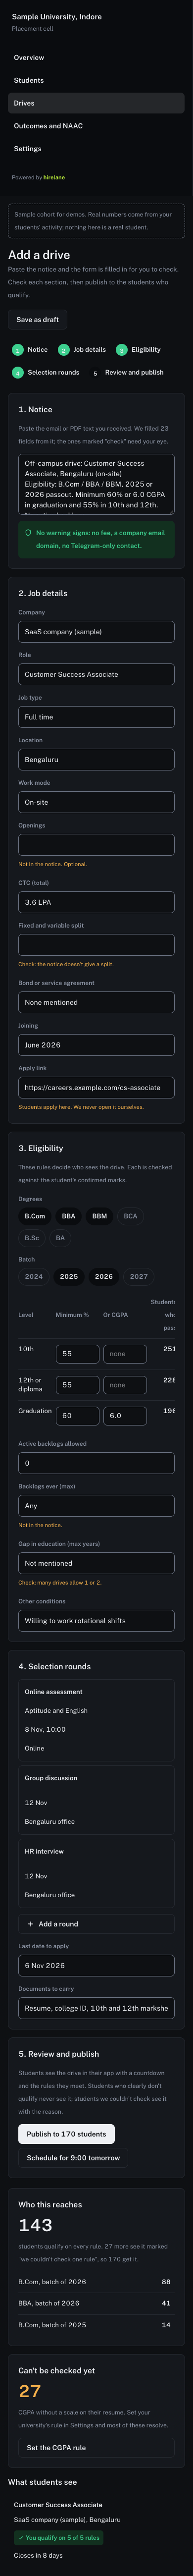 Sample University, Indore
Placement cell
Overview
Students
Drives
Outcomes and NAAC
Settings
Powered by hirelane
Sample cohort for demos. Real numbers come from your
students' activity; nothing here is a real student.
Add a drive
Paste the notice and the form is filled in for you to check.
Check each section, then publish to the students who
qualify.
Save as draft
1 Notice 2 Job details 3 Eligibility
4 Selection rounds 5 Review and publish
1. Notice
Paste the email or PDF text you received. We filled 23
fields from it; the ones marked "check" need your eye.
Off-campus drive: Customer Success
Associate, Bengaluru (on-site)
Eligibility: B.Com / BBA / BBM, 2025 or
2026 passout. Minimum 60% or 6.0 CGPA
in graduation and 55% in 10th and 12th.
No warning signs: no fee, a company email
domain, no Telegram-only contact.
2. Job details
Company
SaaS company (sample)
Role
Customer Success Associate
Job type
Full time
Location
Bengaluru
Work mode
On-site
Openings
Not in the notice. Optional.
CTC (total)
3.6 LPA
Fixed and variable split
Check: the notice doesn't give a split.
Bond or service agreement
None mentioned
Joining
June 2026
Apply link
https://careers.example.com/cs-associate
Students apply here. We never open it ourselves.
3. Eligibility
These rules decide who sees the drive. Each is checked
against the student's confirmed marks.
Degrees
B.Com BBA BBM BCA
B.Sc BA
Batch
2024 2025 2026 2027
Level Minimum % Or CGPA
who
pass
10th 55 none 251
12th or
diploma 55 none 228
Graduation 60 6.0 196
Active backlogs allowed
0
Backlogs ever (max)
Any
Not in the notice.
Gap in education (max years)
Not mentioned
Check: many drives allow 1 or 2.
Other conditions
Willing to work rotational shifts
4. Selection rounds
Online assessment
Aptitude and English
8 Nov, 10:00
Online
Group discussion
12 Nov
Bengaluru office
HR interview
12 Nov
Bengaluru office
+ Add a round
Last date to apply
6 Nov 2026
Documents to carry
Resume, college ID, 10th and 12th markshe
5. Review and publish
Students see the drive in their app with a countdown
and the rules they meet. Students who clearly don't
qualify never see it; students we couldn't check see it
with the reason.
Publish to 170 students
Schedule for 9:00 tomorrow
Who this reaches
143
students qualify on every rule. 27 more see it marked
"we couldn't check one rule", so 170 get it.
B.Com, batch of 2026 88
BBA, batch of 2026 41
B.Com, batch of 2025 14
Can't be checked yet
27
CGPA without a scale on their resume. Set your
university's rule in Settings and most of these resolve.
Set the CGPA rule
What students see
Customer Success Associate
SaaS company (sample), Bengaluru
✓ You qualify on 5 of 5 rules
Closes in 8 days